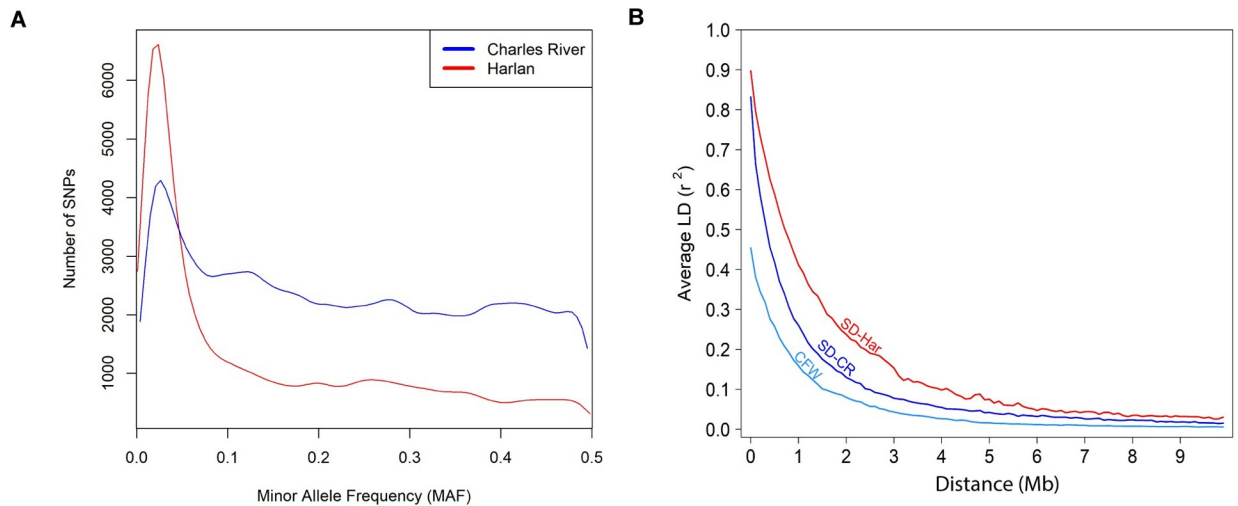 A
Number of SNPs
6000
5000
4000
3000
2000
1000
Charles River
Harlan
0.0 0.1 0.2 0.3 0.4 0.5
Minor Allele Frequency (MAF)
B
Average LD (r 2)
1.0
0.9
0.8
0.7
0.6
0.5
0.4
0.3
0.2
0.1
0.0
SD-Har
SD-CR
CFW
0 1 2 3 4 5 6 7 8 9
Distance (Mb)